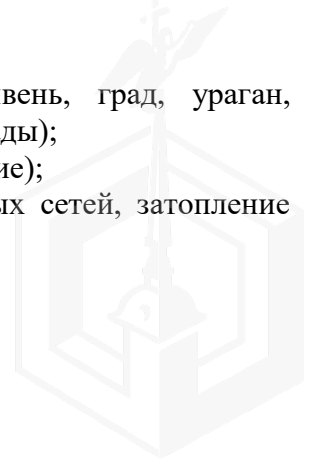 вень, град, ураган,
ды);
ие);
ых сетей, затопление